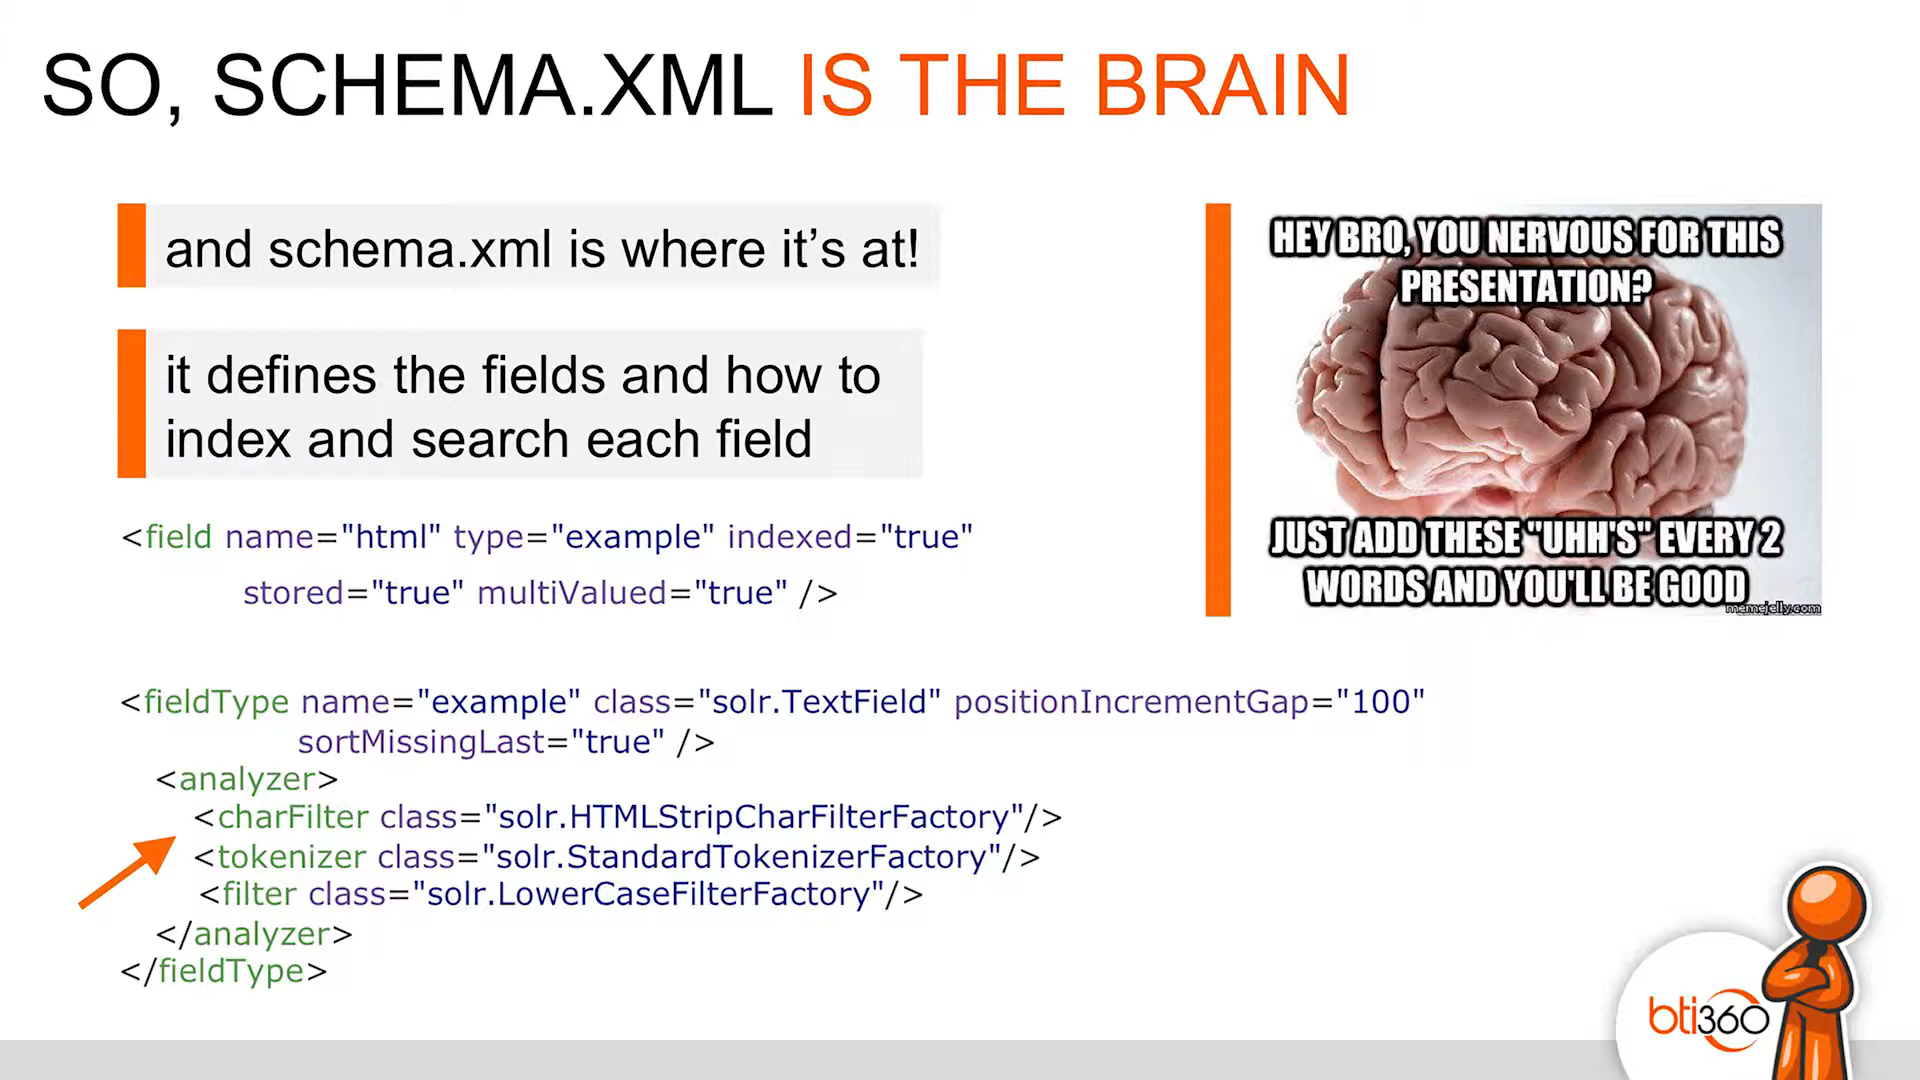 SO, SCHEMA.XML IS THE BRAIN
and schema.xml is where it’s at!
it defines the fields and how to
index and search each field
<field name="html" type="example" indexed="true"
stored="true" multiValued="true" />
HEY BRO, YOU NERVOUS FOR THIS
PRESENTATION?
JUST ADD THESE "UHH'S" EVERY 2
WORDS AND YOU'LL BE GOOD
memejelly.com
<fieldType name="example" class="solr.TextField" positionIncrementGap="100"
sortMissingLast="true" />
<analyzer>
<charFilter class="solr.HTMLStripCharFilterFactory"/>
<tokenizer class="solr.StandardTokenizerFactory"/>
<filter class="solr.LowerCaseFilterFactory"/>
</analyzer>
</fieldType>
bti360